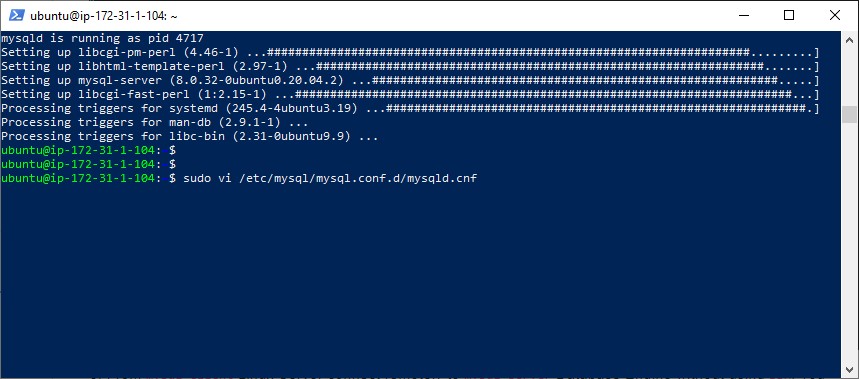 ubuntu@ip-172-31-1-104: ~
mysqld is running as pid 4717
Setting up libcgi-pm-perl (4.46-1) ...#####################################################################.........]
Setting up libhtml-template-perl (2.97-1) ...################################################################.......]
Setting up mysql-server (8.0.32-0ubuntu0.20.04.2) ...##########################################################.....]
Setting up libcgi-fast-perl (1:2.15-1) ...#######################################################################...]
Processing triggers for systemd (245.4-4ubuntu3.19) ...############################################################.]
Processing triggers for man-db (2.9.1-1) ...
Processing triggers for libc-bin (2.31-0ubuntu9.9) ...
ubuntu@ip-172-31-1-104: $
ubuntu@ip-172-31-1-104: $
ubuntu@ip-172-31-1-104: $ sudo vi /etc/mysql/mysql.conf.d/mysqld.cnf